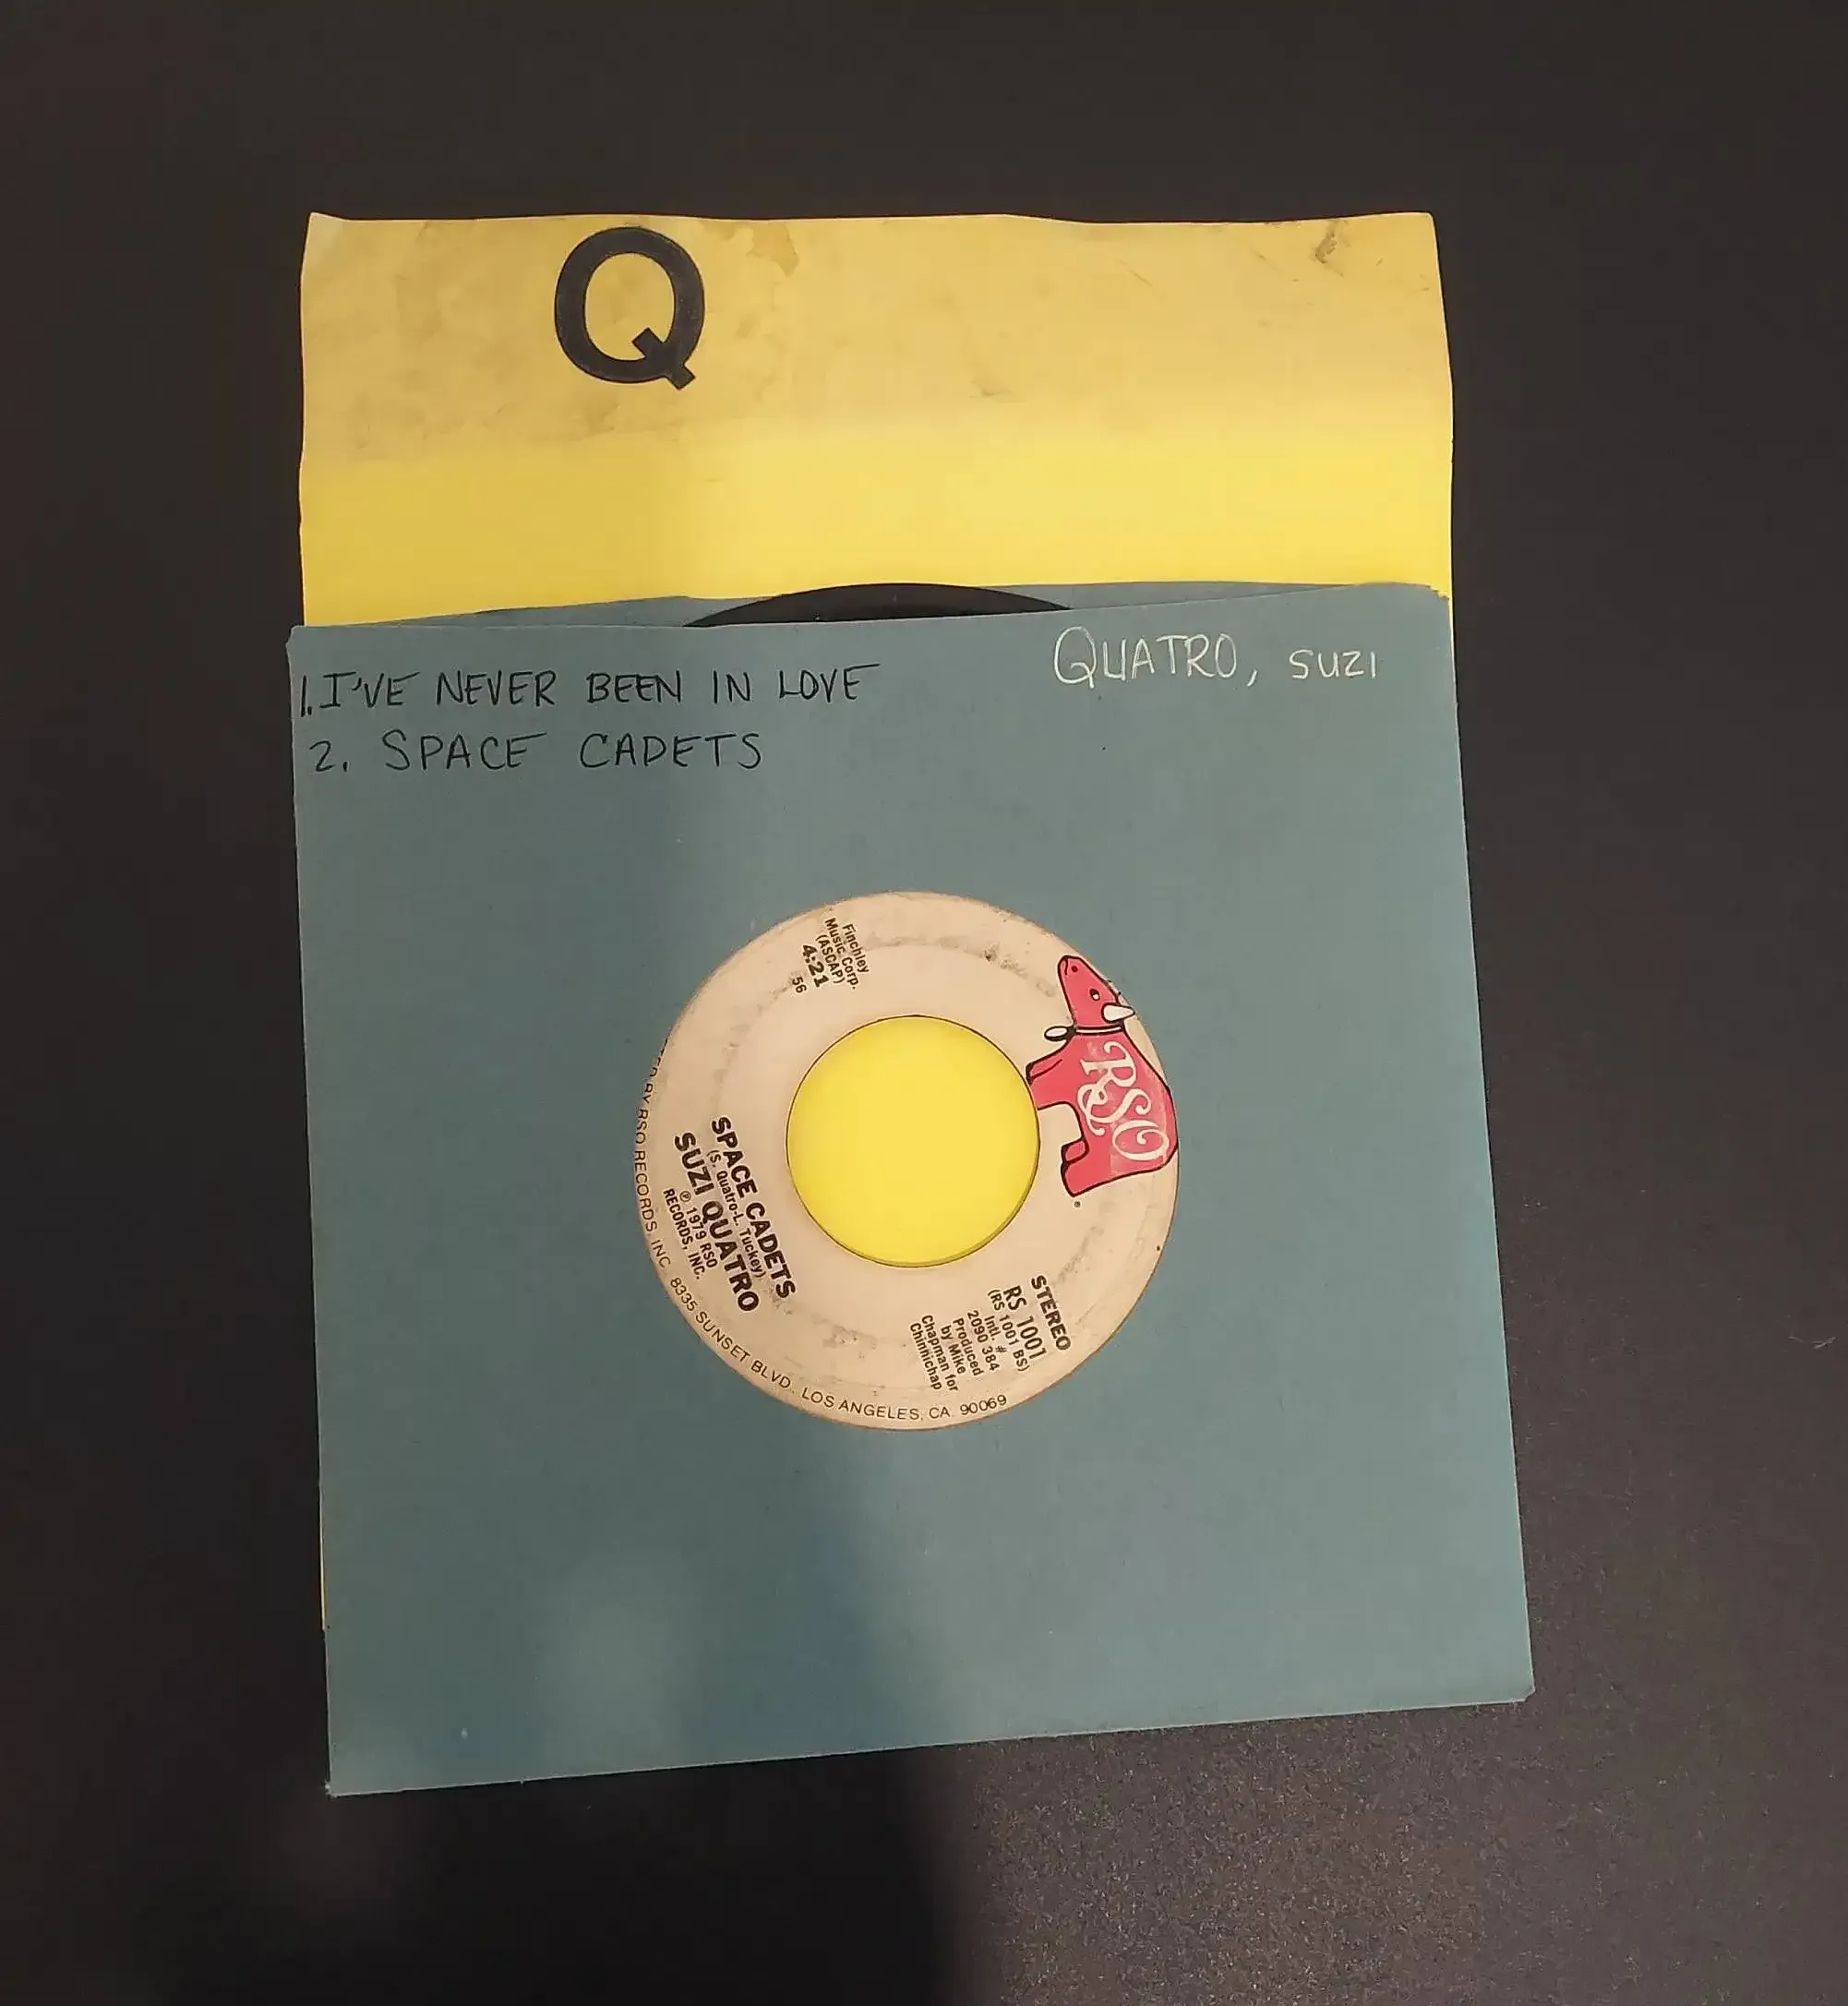 Q
QUATRO, SUZI
1. I'VE NEVER BEEN IN LOVE
2. SPACE CADETS
Finchley
Music Corp.
(ASCAP)
4:21
56
RSO
®
SPACE CADETS
(S. Quatro-L. Tuckey)
SUZI QUATRO
℗ 1979 RSO
RECORDS, INC.
STEREO
RS 1001
(RS 1001 BS)
Intl. #
2090 384
Produced
by Mike
Chapman for
Chinnichap
BY RSO RECORDS, INC. 8335 SUNSET BLVD. LOS ANGELES, CA. 90069